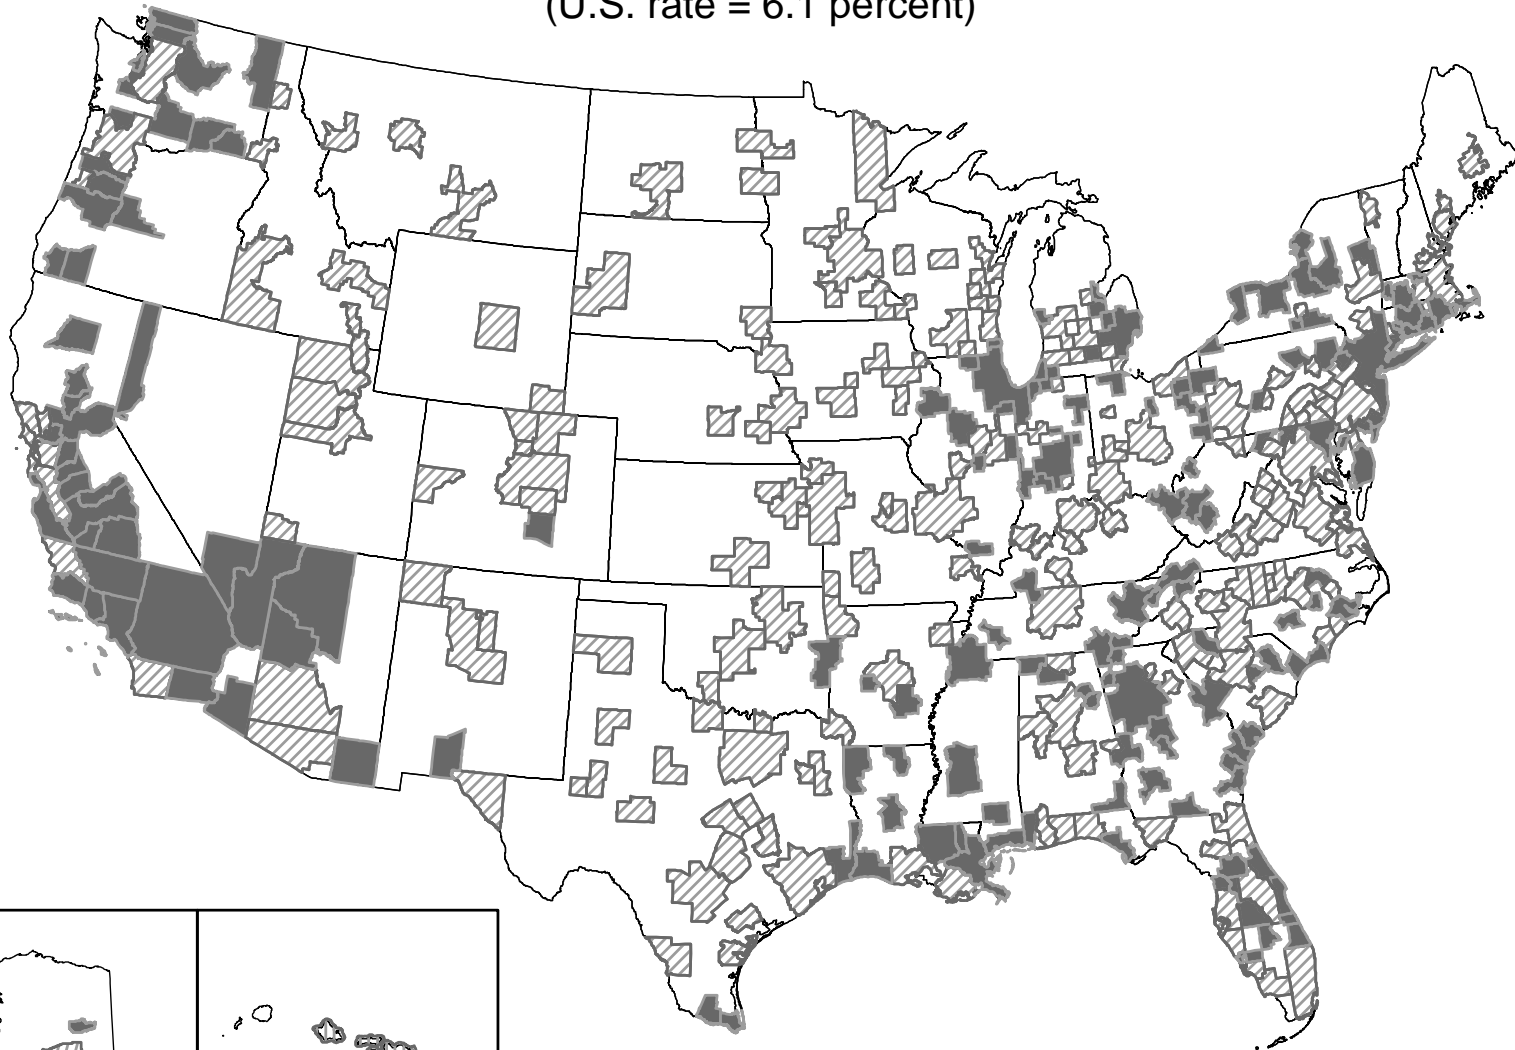 (U.S. rate = 6.1 percent)